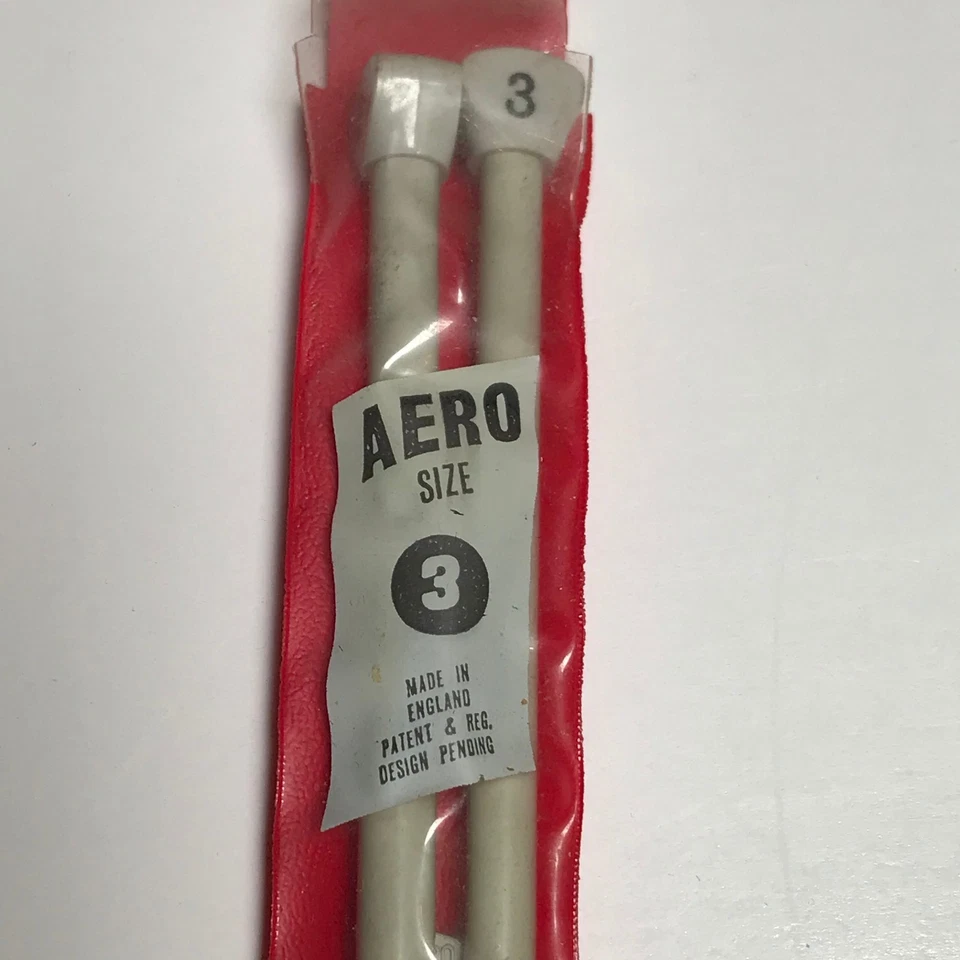 3
AERO
SIZE
3
MADE IN
ENGLAND
PATENT & REG.
DESIGN PENDING